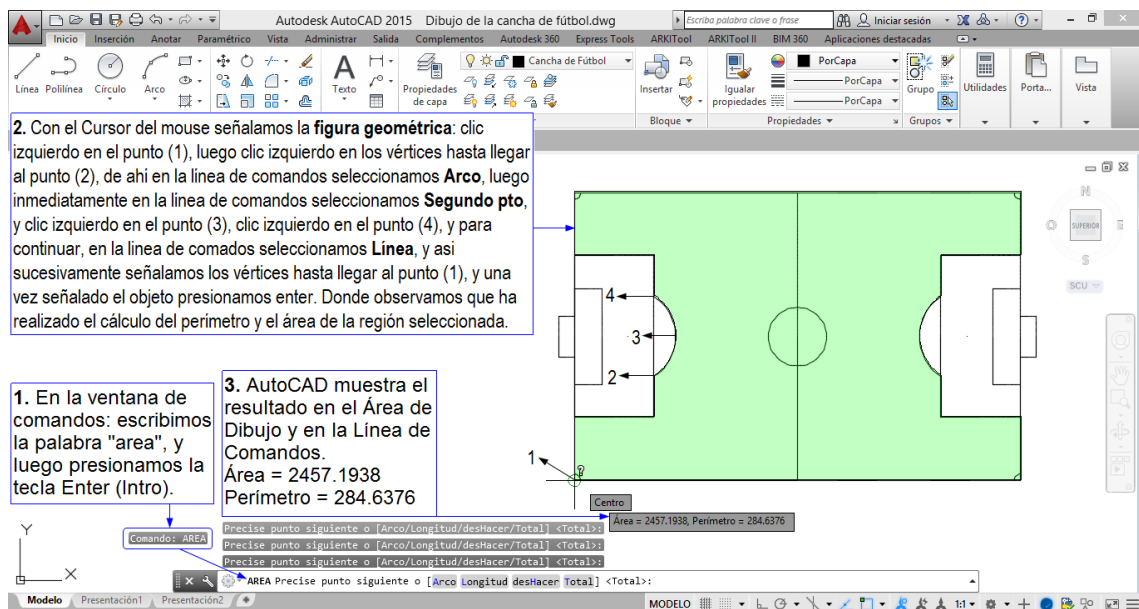 Autodesk AutoCAD 2015 Dibujo de la cancha de fútbol.dwg
Escriba palabra clave o frase
Iniciar sesión
Inicio Inserción Anotar Paramétrico Vista Administrar Salida Complementos Autodesk 360 Express Tools ARKITool ARKITool II BIM 360 Aplicaciones destacadas
Línea Polilínea Círculo Arco
Texto
Propiedades
de capa
Cancha de Fútbol
Insertar
Igualar
propiedades
PorCapa
PorCapa
PorCapa
Grupo
Utilidades
Porta...
Vista
Bloque
Propiedades
Grupos
2. Con el Cursor del mouse señalamos la figura geométrica: clic
izquierdo en el punto (1), luego clic izquierdo en los vértices hasta llegar
al punto (2), de ahi en la linea de comandos seleccionamos Arco, luego
inmediatamente en la linea de comandos seleccionamos Segundo pto,
y clic izquierdo en el punto (3), clic izquierdo en el punto (4), y para
continuar, en la linea de comados seleccionamos Línea, y asi
sucesivamente señalamos los vértices hasta llegar al punto (1), y una
vez señalado el objeto presionamos enter. Donde observamos que ha
realizado el cálculo del perimetro y el área de la región seleccionada.
N
O
SUPERIOR
E
S
SCU
4
3
2
1
1. En la ventana de
comandos: escribimos
la palabra "area", y
luego presionamos la
tecla Enter (Intro).
3. AutoCAD muestra el
resultado en el Área de
Dibujo y en la Línea de
Comandos.
Área = 2457.1938
Perímetro = 284.6376
Centro
Área = 2457.1938, Perímetro = 284.6376
Y
X
Comando: AREA
Precise punto siguiente o [Arco/Longitud/desHacer/Total] <Total>:
Precise punto siguiente o [Arco/Longitud/desHacer/Total] <Total>:
Precise punto siguiente o [Arco/Longitud/desHacer/Total] <Total>:
AREA Precise punto siguiente o [Arco Longitud desHacer Total] <Total>:
Modelo Presentación1 Presentación2
MODELO
1:1